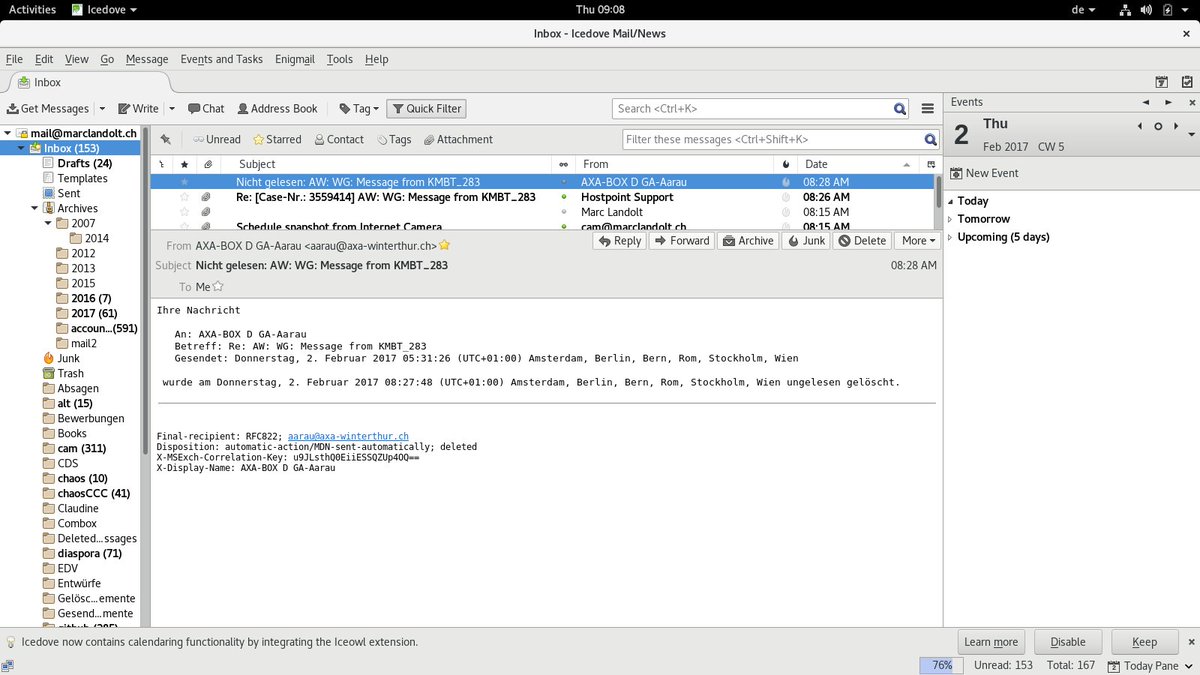 Activities Icedove Thu 09:08 de
Inbox - Icedove Mail/News
File Edit View Go Message Events and Tasks Enigmail Tools Help
Inbox
Get Messages Write Chat Address Book Tag Quick Filter Search <Ctrl+K>
Unread Starred Contact Tags Attachment Filter these messages <Ctrl+Shift+K>
Subject From Date
Nicht gelesen: AW: WG: Message from KMBT_283 AXA-BOX D GA-Aarau 08:28 AM
Re: [Case-Nr.: 3559414] AW: WG: Message from KMBT_283 Hostpoint Support 08:26 AM
Marc Landolt 08:15 AM
Schedule snapshot from Internet Camera cam@marclandolt.ch 08:15 AM
mail@marclandolt.ch
Inbox (153)
Drafts (24)
Templates
Sent
Archives
2007
2014
2012
2013
2015
2016 (7)
2017 (61)
accoun...(591)
mail2
Junk
Trash
Absagen
alt (15)
Bewerbungen
Books
cam (311)
CDS
chaos (10)
chaosCCC (41)
Claudine
Combox
Deleted...ssages
diaspora (71)
EDV
Entwürfe
Gelösc...emente
Gesend...mente
github (285)
From AXA-BOX D GA-Aarau <aarau@axa-winterthur.ch> Reply Forward Archive Junk Delete More
Subject Nicht gelesen: AW: WG: Message from KMBT_283 08:28 AM
To Me
Ihre Nachricht
An: AXA-BOX D GA-Aarau
Betreff: Re: AW: WG: Message from KMBT_283
Gesendet: Donnerstag, 2. Februar 2017 05:31:26 (UTC+01:00) Amsterdam, Berlin, Bern, Rom, Stockholm, Wien
wurde am Donnerstag, 2. Februar 2017 08:27:48 (UTC+01:00) Amsterdam, Berlin, Bern, Rom, Stockholm, Wien ungelesen gelöscht.
Final-recipient: RFC822; aarau@axa-winterthur.ch
Disposition: automatic-action/MDN-sent-automatically; deleted
X-MSExch-Correlation-Key: u9JLsthQ0EiiESSQZUp4OQ==
X-Display-Name: AXA-BOX D GA-Aarau
Events
2 Thu
Feb 2017 CW 5
New Event
Today
Tomorrow
Upcoming (5 days)
Icedove now contains calendaring functionality by integrating the Iceowl extension. Learn more Disable Keep
76% Unread: 153 Total: 167 Today Pane